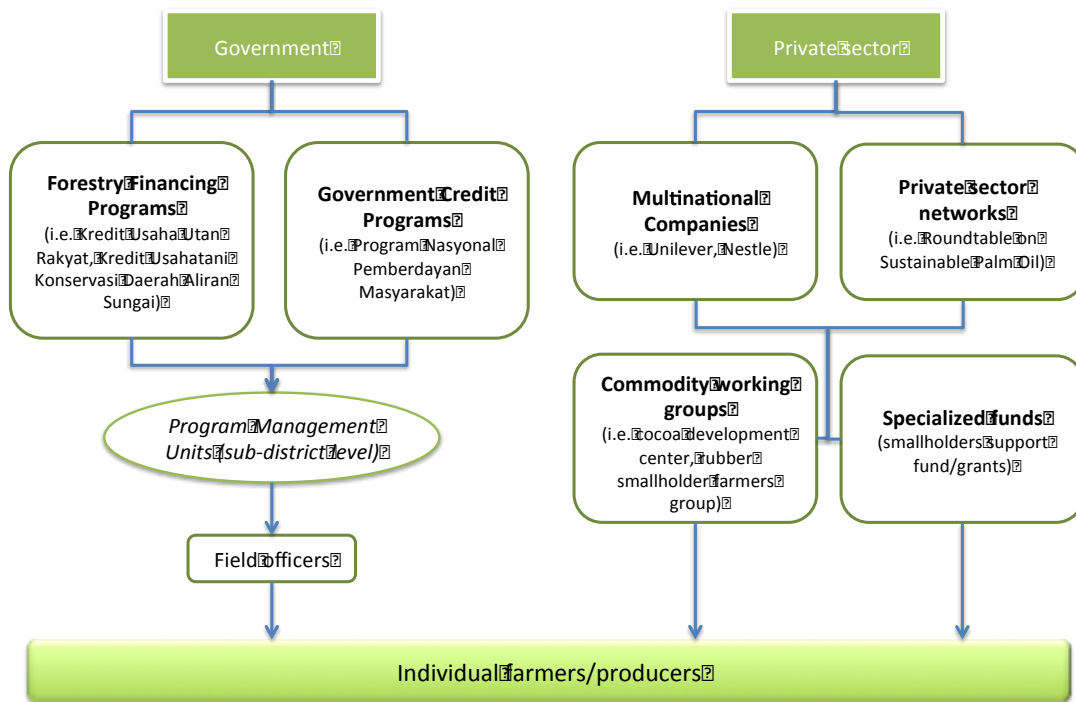 Government
Private sector
Forestry Financing
Programs
(i.e. Kredit Usaha Utan
Rakyat, Kredit Usahatani
Konservasi Daerah Aliran
Sungai)
Government Credit
Programs
(i.e. Program Nasyonal
Pemberdayan
Masyarakat)
Multinational
Companies
(i.e. Unilever, Nestle)
Private sector
networks
(i.e. Roundtable on
Sustainable Palm Oil)
Program Management
Units (sub-district level)
Commodity working
groups
(i.e. cocoa development
center, rubber
smallholder farmers
group)
Specialized funds
(smallholders support
fund/grants)
Field officers
Individual farmers/producers